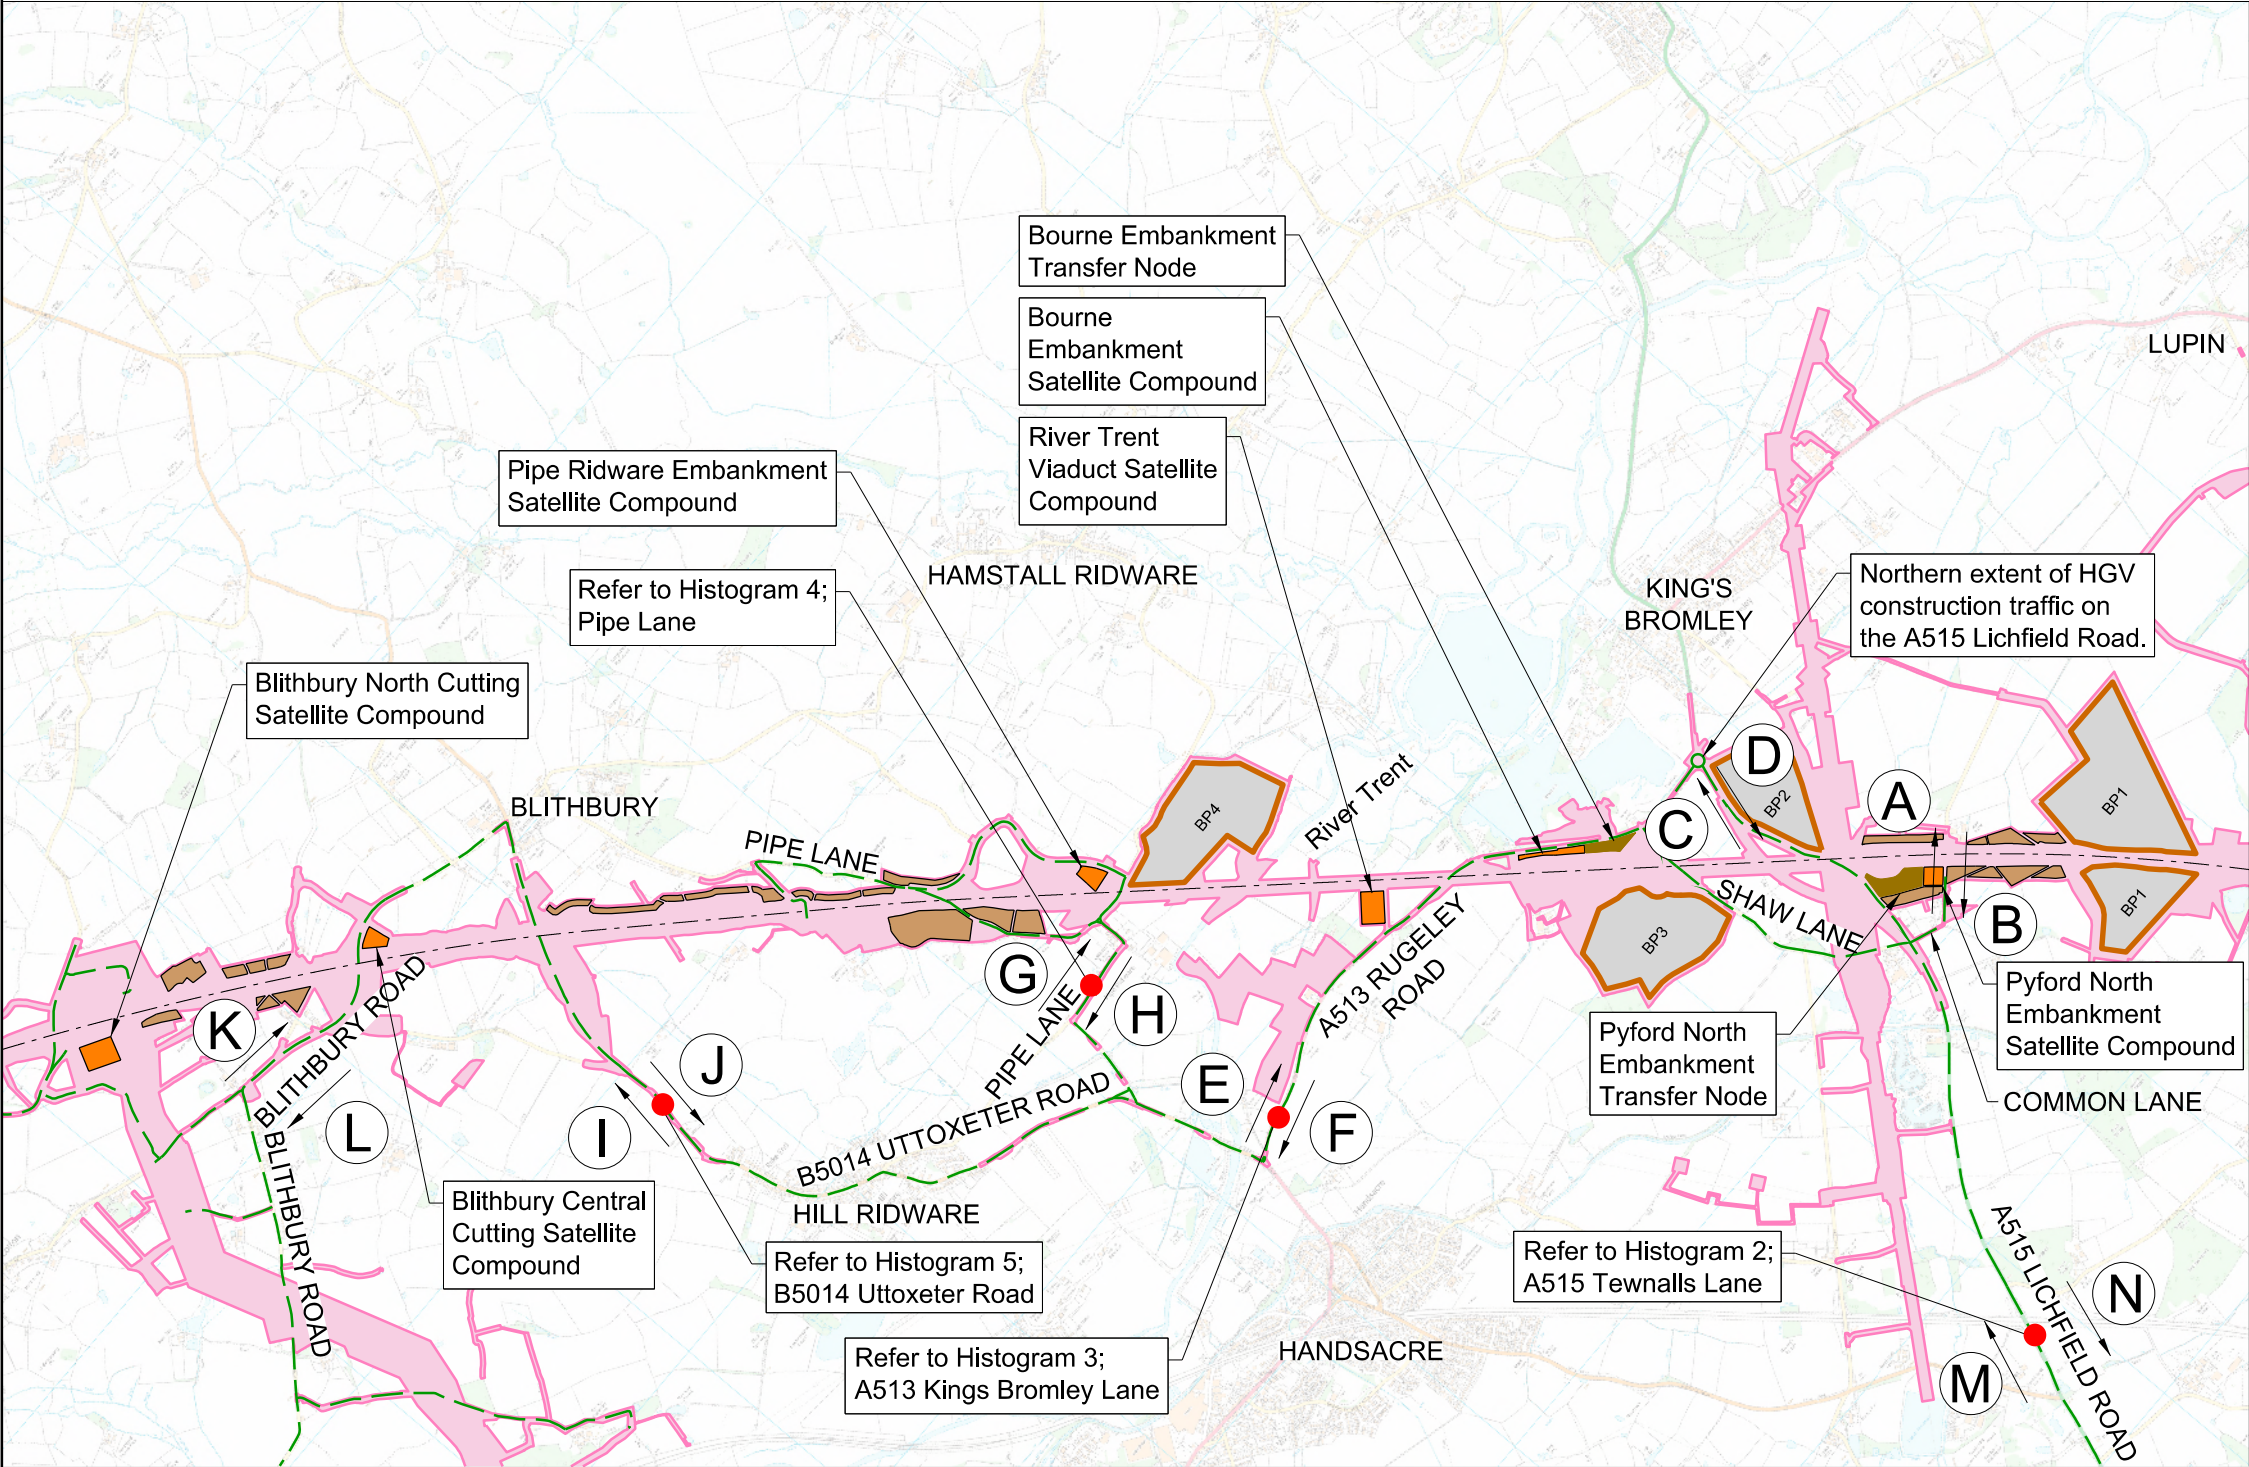 Bourne Embankment
Transfer Node
Bourne
Embankment
Satellite Compound
River Trent
Viaduct Satellite
Compound
LUPIN
Pipe Ridware Embankment
Satellite Compound
Refer to Histogram 4;
Pipe Lane
HAMSTALL RIDWARE
KING'S
BROMLEY
Northern extent of HGV
construction traffic on
the A515 Lichfield Road.
Blithbury North Cutting
Satellite Compound
BLITHBURY
PIPE LANE
BP4
River Trent
D
BP2
C
A
BP1
BP1
B
SHAW LANE
BP3
A513 RUGELEY
ROAD
G
H
PIPE LANE
K
BLITHBURY ROAD
L
BLITHBURY ROAD
J
I
E
F
B5014 UTTOXETER ROAD
HILL RIDWARE
Pyford North
Embankment
Transfer Node
Pyford North
Embankment
Satellite Compound
COMMON LANE
Blithbury Central
Cutting Satellite
Compound
Refer to Histogram 5;
B5014 Uttoxeter Road
Refer to Histogram 3;
A513 Kings Bromley Lane
HANDSACRE
Refer to Histogram 2;
A515 Tewnalls Lane
A515 LICHFIELD ROAD
N
M